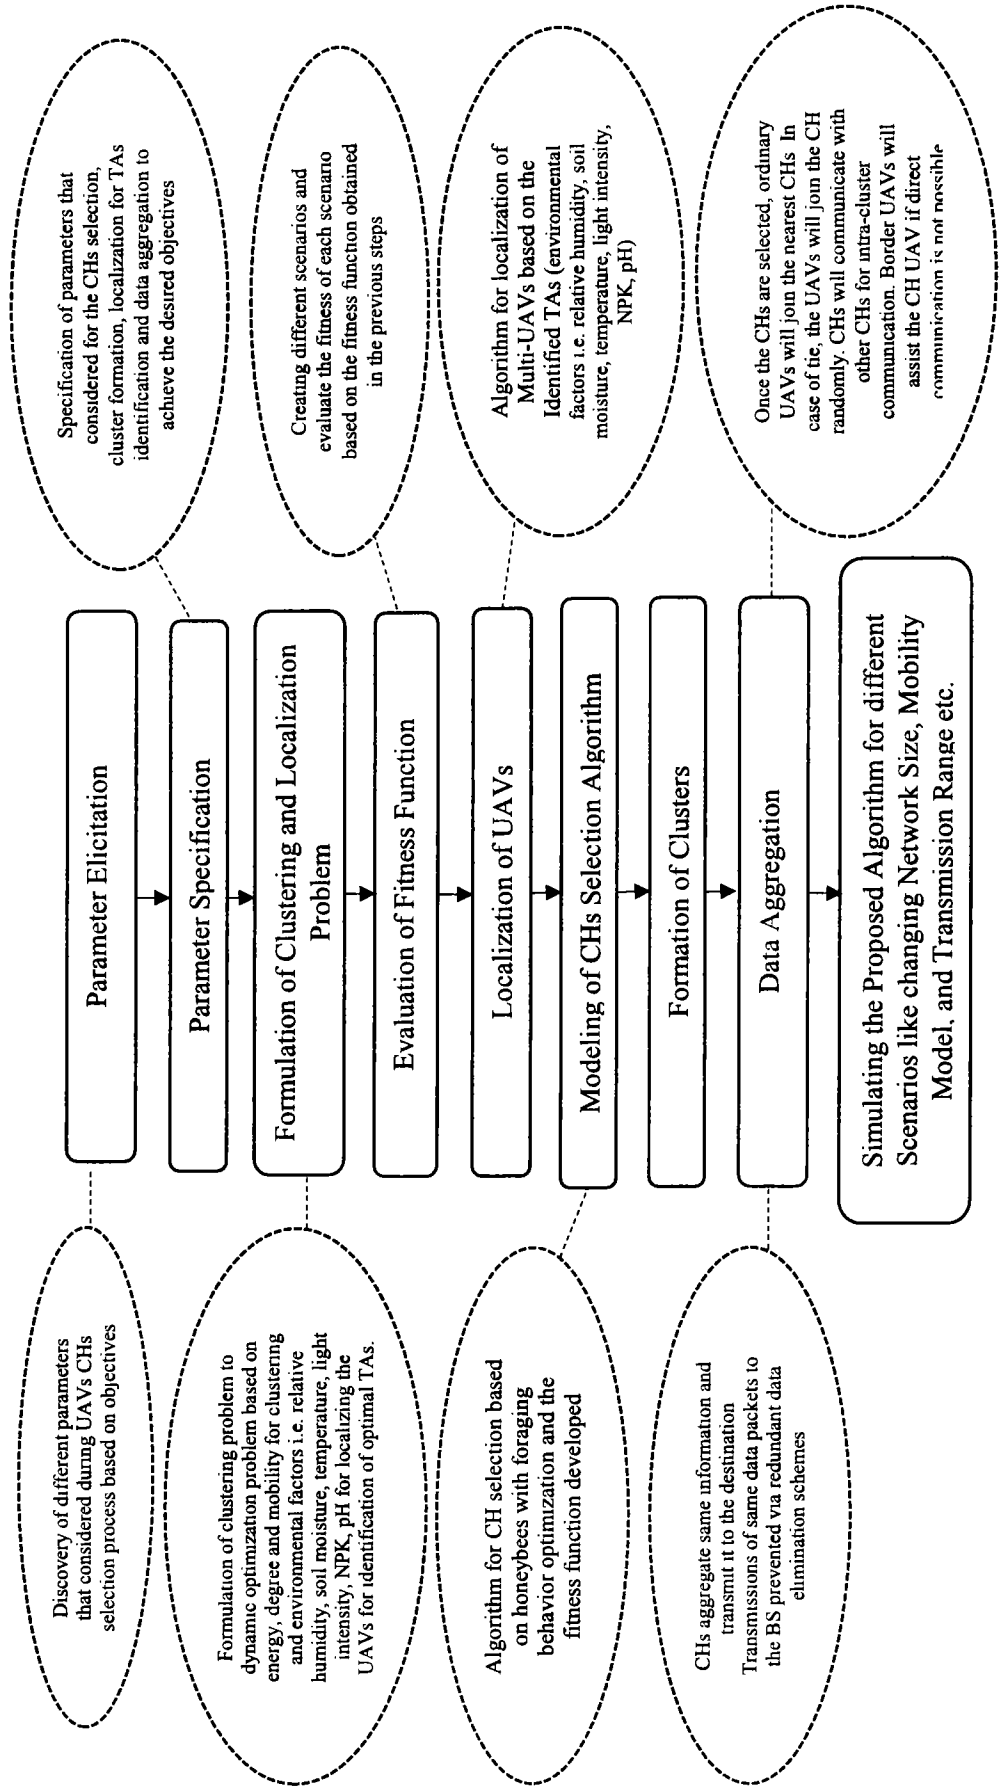 Discovery of different parameters
that considered during UAVs CHs
selection process based on objectives
Parameter Elicitation
Specification of parameters that
considered for the CHs selection,
cluster formation, localization for TAs
identification and data aggregation to
achieve the desired objectives
Parameter Specification
Formulation of clustering problem to
dynamic optimization problem based on
energy, degree and mobility for clustering
and environmental factors i.e. relative
humidity, soil moisture, temperature, light
intensity, NPK, pH for localizing the
UAVs for identification of optimal TAs.
Formulation of Clustering and Localization
Problem
Creating different scenarios and
evaluate the fitness of each scenario
based on the fitness function obtained
in the previous steps
Evaluation of Fitness Function
Algorithm for localization of
Multi-UAVs based on the
Identified TAs (environmental
factors i.e. relative humidity, soil
moisture, temperature, light intensity,
NPK, pH)
Localization of UAVs
Algorithm for CH selection based
on honeybees with foraging
behavior optimization and the
fitness function developed
Modeling of CHs Selection Algorithm
Formation of Clusters
Once the CHs are selected, ordinary
UAVs will join the nearest CHs In
case of tie, the UAVs will join the CH
randomly. CHs will communicate with
other CHs for intra-cluster
communication. Border UAVs will
assist the CH UAV if direct
communication is not possible
CHs aggregate same information and
transmit it to the destination
Transmissions of same data packets to
the BS prevented via redundant data
elimination schemes
Data Aggregation
Simulating the Proposed Algorithm for different
Scenarios like changing Network Size, Mobility
Model, and Transmission Range etc.